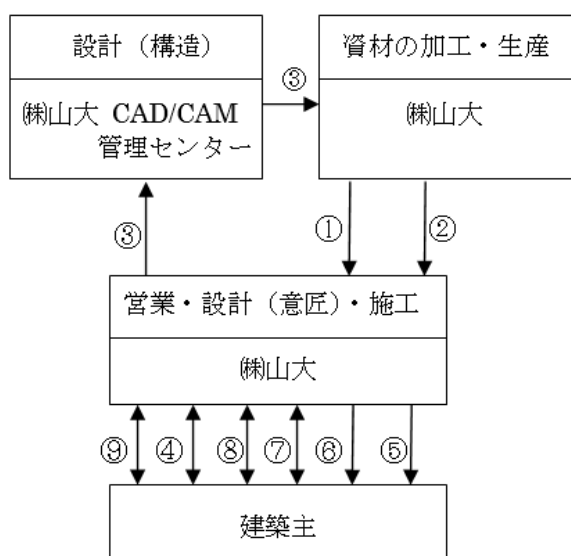 設計(構造)
㈱山大 CAD/CAM
管理センター
③
資材の加工・生産
㈱山大
③
①
②
営業・設計(意匠)・施工
㈱山大
⑨
④
⑧
⑦
⑥
⑤
建築主